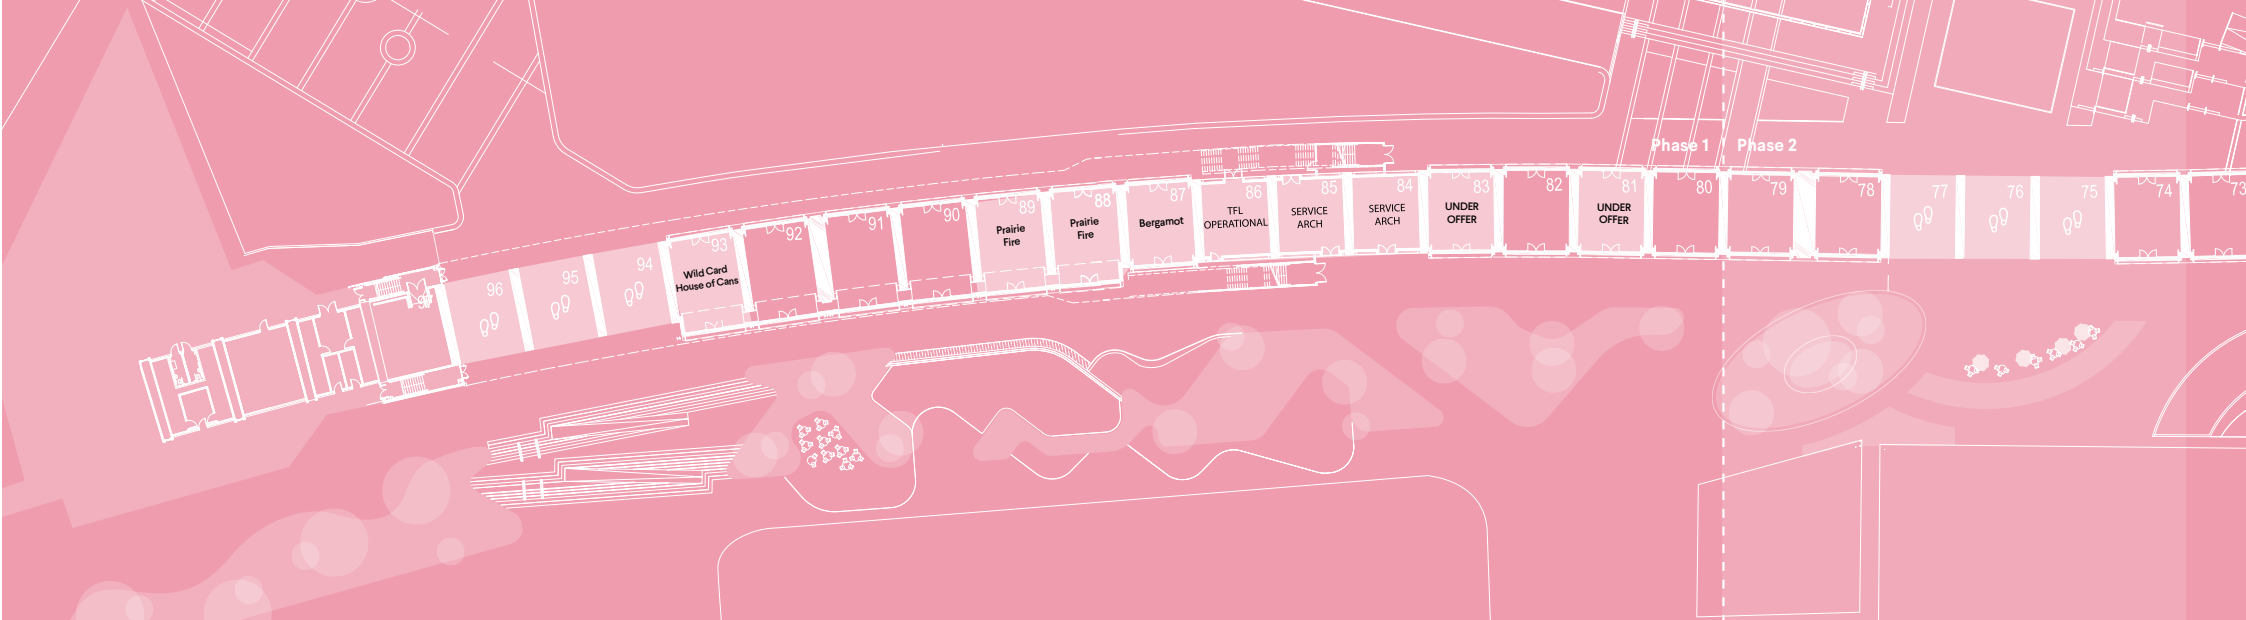 Phase 1 Phase 2
97
96
95
94
93
Wild Card
House of Cans
92
91
90
89
Prairie
Fire
88
Prairie
Fire
87
Bergamot
86
TFL
OPERATIONAL
85
SERVICE
ARCH
84
SERVICE
ARCH
83
UNDER
OFFER
82
81
UNDER
OFFER
80
79
78
77
76
75
74
73